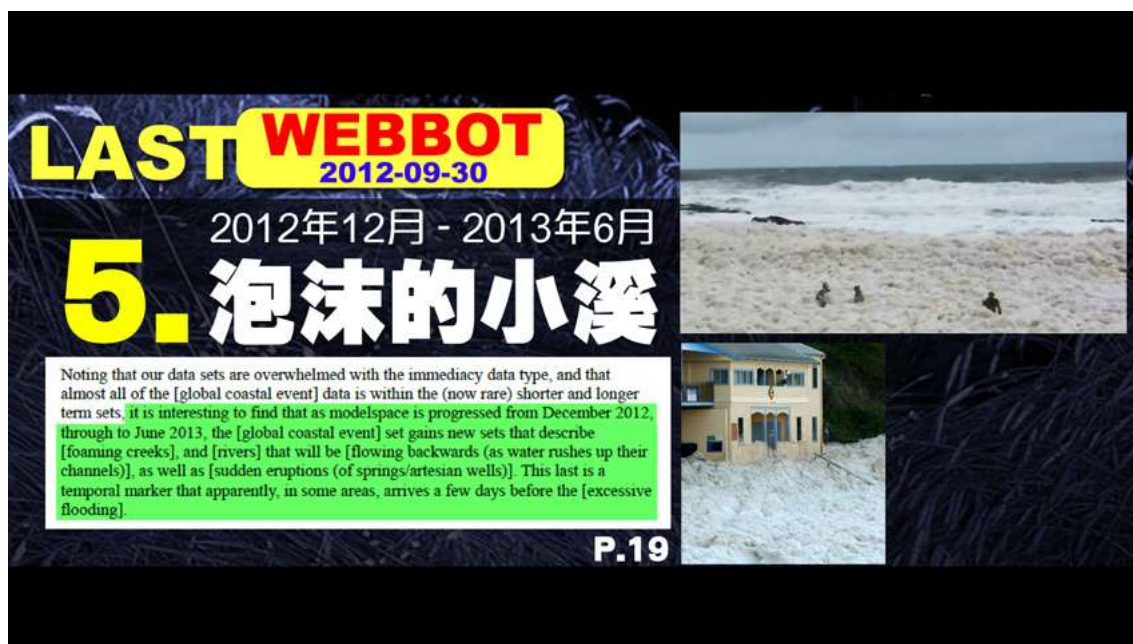 LAST WEBBOT
2012-09-30
2012年12月 - 2013年6月
5. 泡沫的小溪
Noting that our data sets are overwhelmed with the immediacy data type, and that
almost all of the [global coastal event] data is within the (now rare) shorter and longer
term sets, it is interesting to find that as modelspace is progressed from December 2012,
through to June 2013, the [global coastal event] set gains new sets that describe
[foaming creeks], and [rivers] that will be [flowing backwards (as water rushes up their
channels)], as well as [sudden eruptions (of springs/artesian wells)]. This last is a
temporal marker that apparently, in some areas, arrives a few days before the [excessive
flooding].
P.19